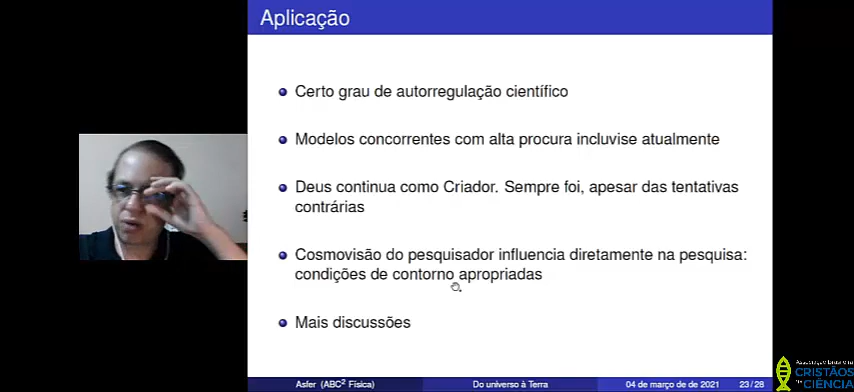 Aplicação
Certo grau de autorregulação científico
Modelos concorrentes com alta procura incluvise atualmente
Deus continua como Criador. Sempre foi, apesar das tentativas
contrárias
Cosmovisão do pesquisador influencia diretamente na pesquisa:
condições de contorno apropriadas
Mais discussões
Asfer (ABC² Física) Do universo à Terra 04 de março de 2021 23 / 28
Associação Brasileira
CRISTÃOS
CIÊNCIA